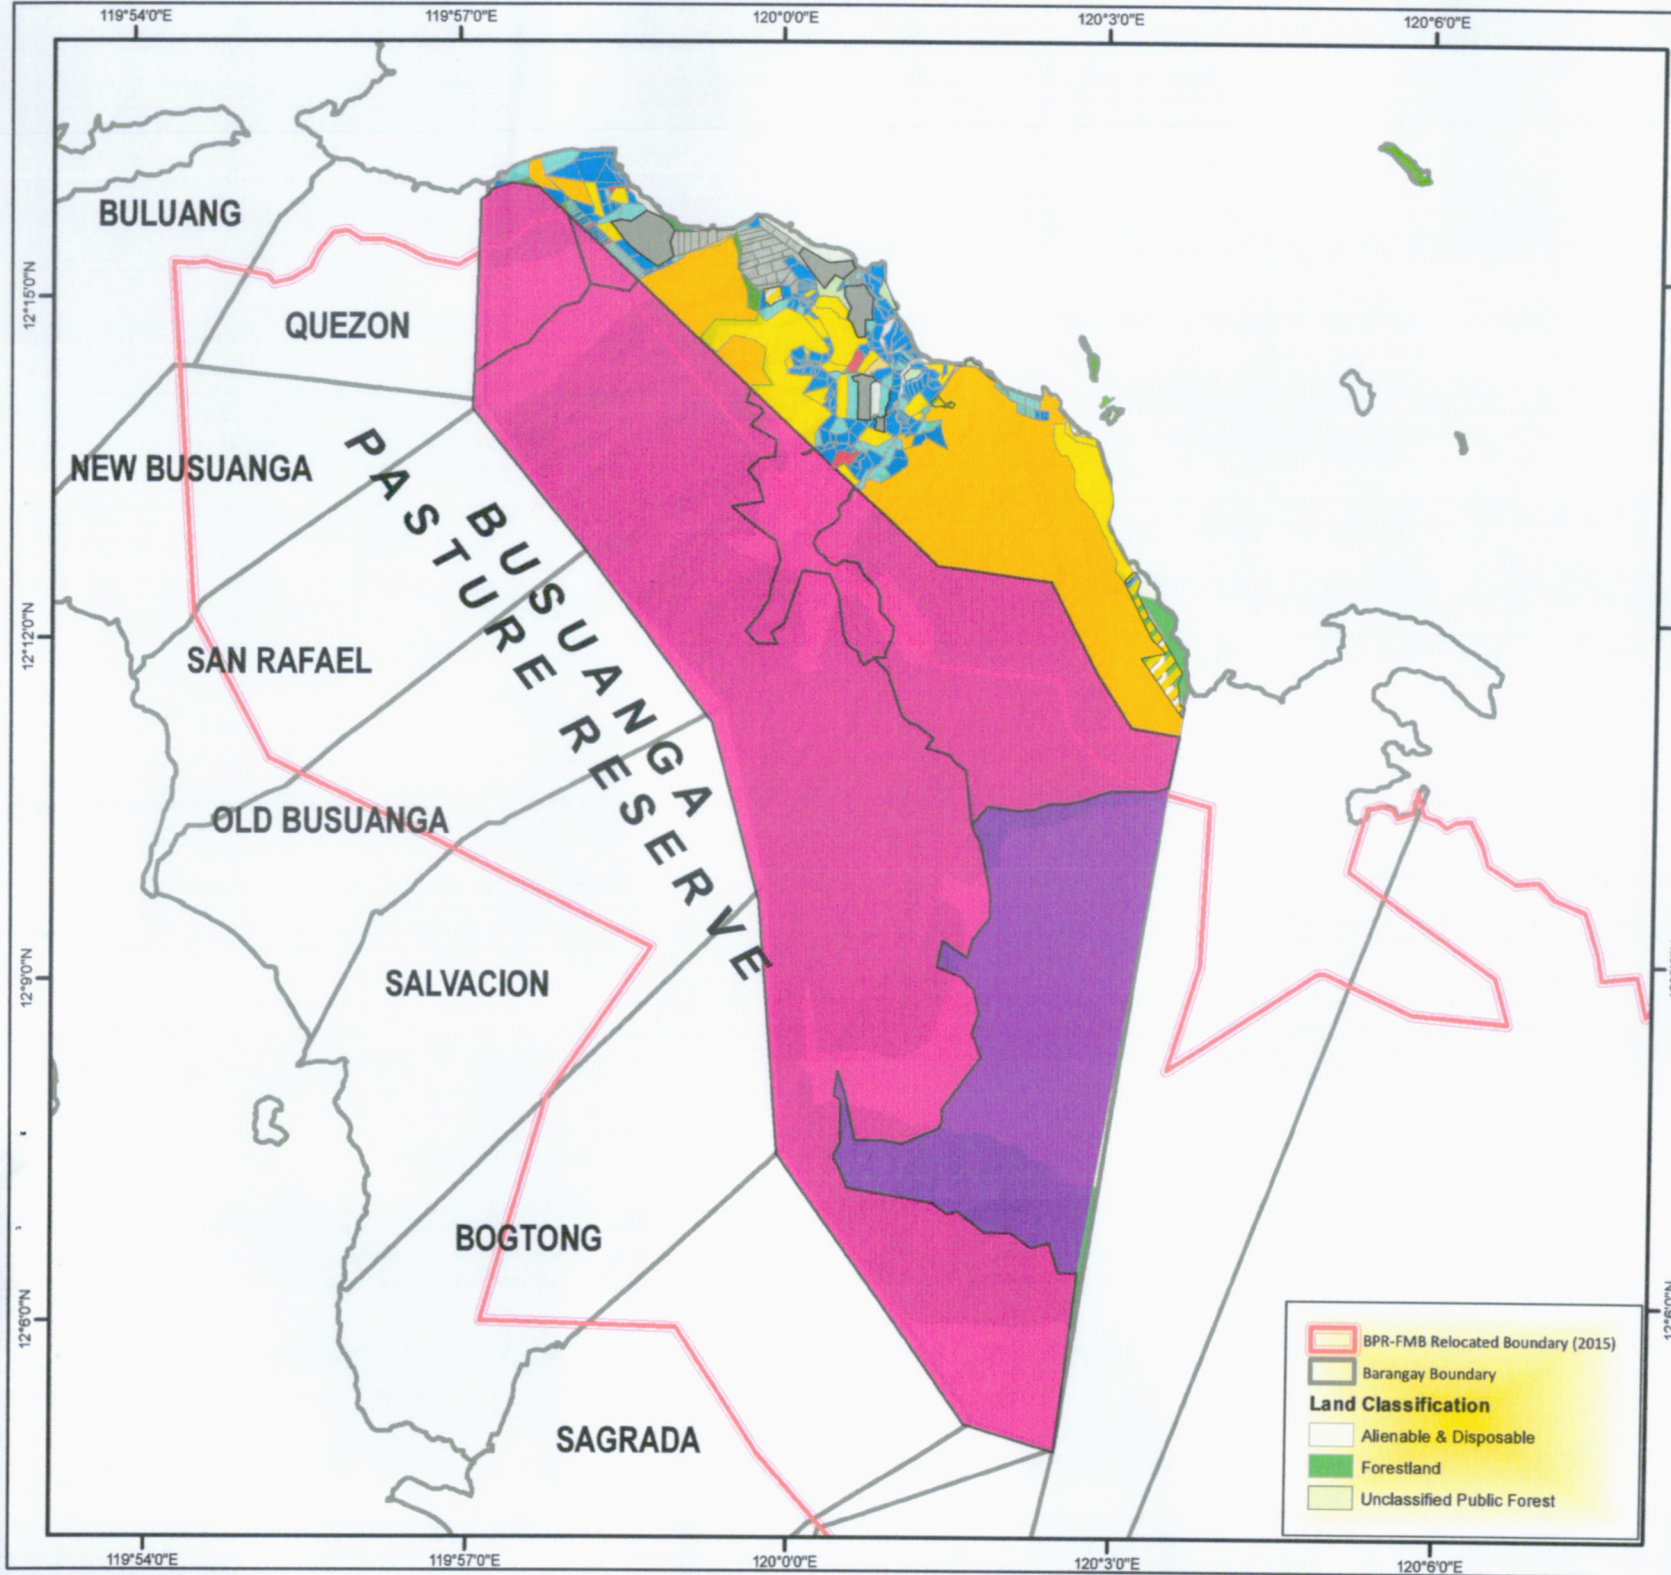 119°54'0"E
119°57'0"E
120°0'0"E
120°3'0"E
120°6'0"E
BULUANG
12°15'0"N
QUEZON
NEW BUSUANGA
BUSUANGA
PASTURE RESERVE
12°12'0"N
SAN RAFAEL
OLD BUSUANGA
12°9'0"N
SALVACION
BOGTONG
12°6'0"N
12°6'0"N
BPR-FMB Relocated Boundary (2015)
Barangay Boundary
Land Classification
Alienable & Disposable
Forestland
Unclassified Public Forest
SAGRADA
119°54'0"E
119°57'0"E
120°0'0"E
120°3'0"E
120°6'0"E